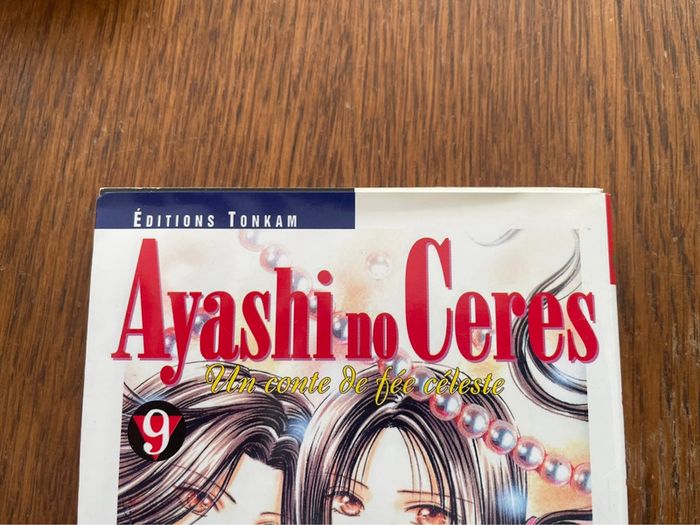 ÉDITIONS TONKAM
Ayashi no Ceres
Un conte de fée céleste
9